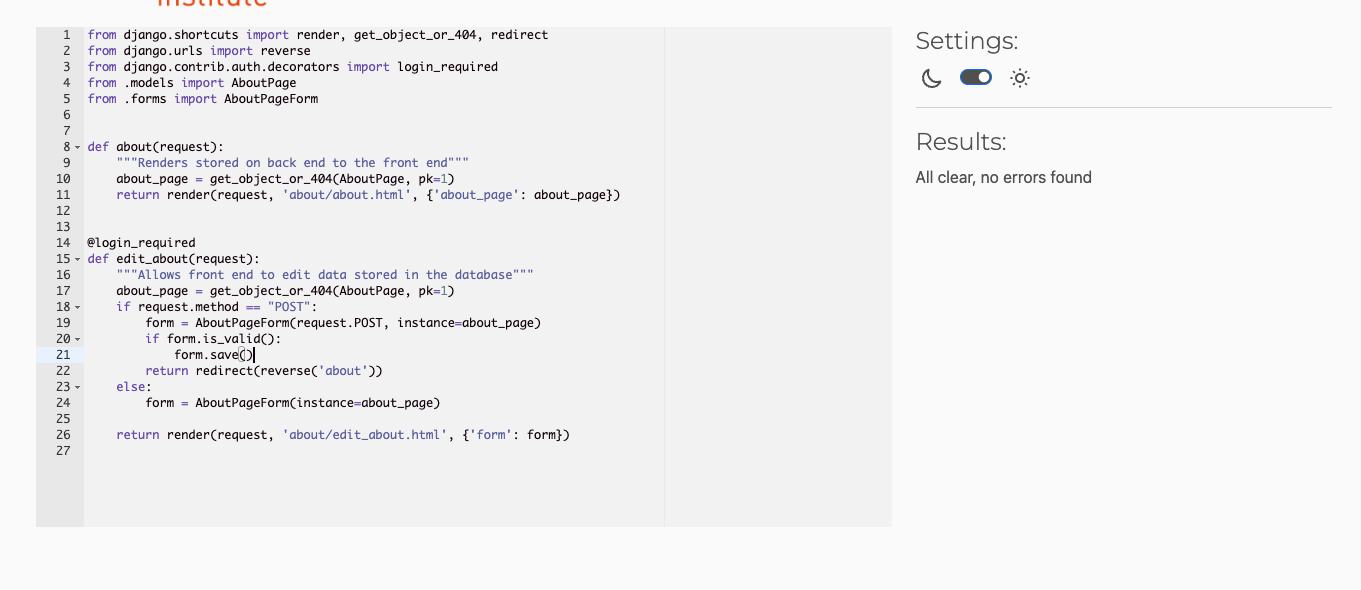 institute
1 from django.shortcuts import render, get_object_or_404, redirect
2 from django.urls import reverse
3 from django.contrib.auth.decorators import login_required
4 from .models import AboutPage
5 from .forms import AboutPageForm
6
7
8 def about(request):
9     """Renders stored on back end to the front end"""
10     about_page = get_object_or_404(AboutPage, pk=1)
11     return render(request, 'about/about.html', {'about_page': about_page})
12
13
14 @login_required
15 def edit_about(request):
16     """Allows front end to edit data stored in the database"""
17     about_page = get_object_or_404(AboutPage, pk=1)
18     if request.method == "POST":
19         form = AboutPageForm(request.POST, instance=about_page)
20         if form.is_valid():
21             form.save()
22         return redirect(reverse('about'))
23     else:
24         form = AboutPageForm(instance=about_page)
25
26     return render(request, 'about/edit_about.html', {'form': form})
27
Settings:
Results:
All clear, no errors found